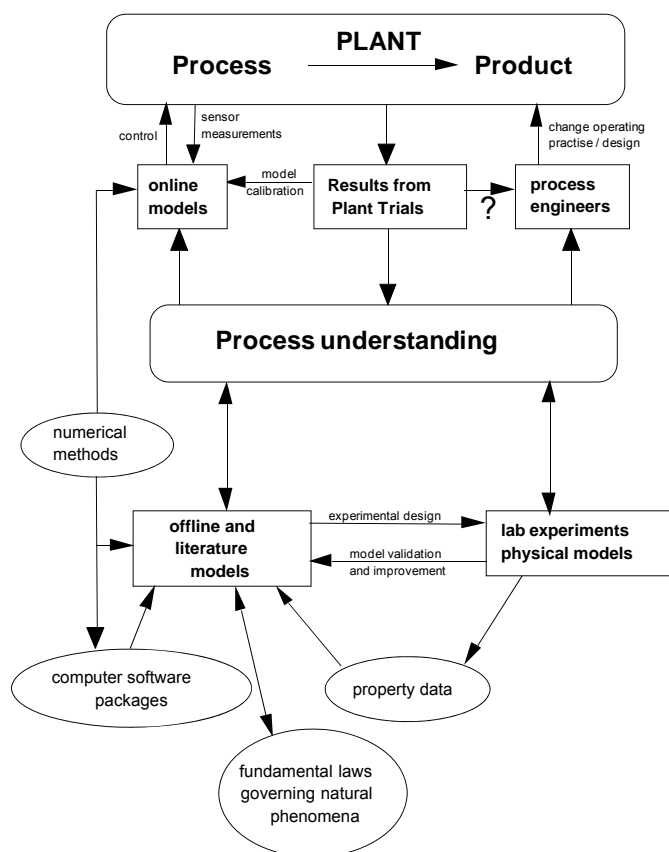 PLANT
Process
Product
control
sensor
measurements
change operating
practise / design
online
models
model
calibration
Results from
Plant Trials
?
process
engineers
Process understanding
numerical
methods
offline and
literature
models
experimental design
model validation
and improvement
lab experiments
physical models
computer software
packages
property data
fundamental laws
governing natural
phenomena